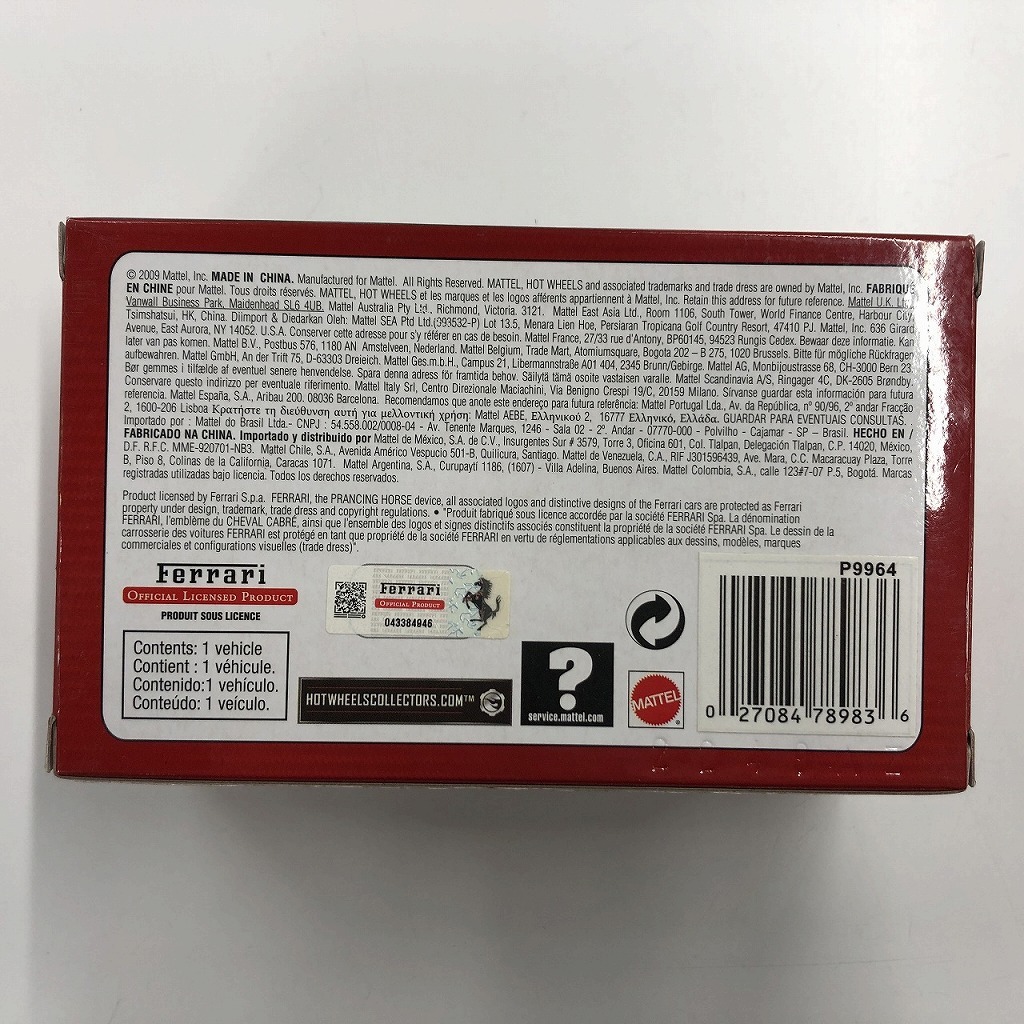 © 2009 Mattel, Inc. MADE IN CHINA. Manufactured for Mattel. All Rights Reserved. MATTEL, HOT WHEELS and associated trademarks and trade dress are owned by Mattel, Inc. FABRIQUÉ
EN CHINE pour Mattel. Tous droits réservés. MATTEL, HOT WHEELS et les marques et les logos afférents appartiennent à Mattel, Inc. Retain this address for future reference. Mattel U.K. Ltd.,
Vanwall Business Park, Maidenhead SL6 4UB. Mattel Australia Pty Ltd., Richmond, Victoria. 3121. Mattel East Asia Ltd., Room 1106, South Tower, World Finance Centre, Harbour City,
Tsimshatsui, HK, China. Diimport & Diedarkan Oleh: Mattel SEA Ptd Ltd.(993532-P) Lot 13.5, Menara Lien Hoe, Persiaran Tropicana Golf Country Resort, 47410 PJ. Mattel, Inc. 636 Girard
Avenue, East Aurora, NY 14052. U.S.A. Conserver cette adresse pour s'y référer en cas de besoin. Mattel France, 27/33 rue d'Antony, BP60145, 94523 Rungis Cedex. Bewaar deze informatie. Kan
later van pas komen. Mattel B.V., Postbus 576, 1180 AN Amstelveen, Nederland. Mattel Belgium, Trade Mart, Atomiumsquare, Bogota 202 – B 275, 1020 Brussels. Bitte für mögliche Rückfragen
aufbewahren. Mattel GmbH, An der Trift 75, D-63303 Dreieich. Mattel Ges.m.b.H., Campus 21, Libermannstraße A01 404, 2345 Brunn/Gebirge. Mattel AG, Monbijoustrasse 68, CH-3000 Bern 23.
Bør gemmes i tilfælde af eventuel senere henvendelse. Spara denna adress för framtida behov. Säilytä tämä osoite vastaisen varalle. Mattel Scandinavia A/S, Ringager 4C, DK-2605 Brøndby.
Conservare questo indirizzo per eventuale riferimento. Mattel Italy Srl, Centro Direzionale Maciachini, Via Benigno Crespi 19/C, 20159 Milano. Sírvanse guardar esta información para futura
referencia. Mattel España, S.A., Aribau 200. 08036 Barcelona. Recomendamos que anote este endereço para futura referência: Mattel Portugal Lda., Av. da República, nº 90/96, 2º andar Fracção
2, 1600-206 Lisboa Κρατήστε τη διεύθυνση αυτή για μελλοντική χρήση: Mattel AEBE, Ελληνικού 2, 16777 Ελληνικό, Ελλάδα. GUARDAR PARA EVENTUAIS CONSULTAS.
Importado por : Mattel do Brasil Ltda.- CNPJ : 54.558.002/0008-04 - Av. Tenente Marques, 1246 - Sala 02 - 2º. Andar - 07770-000 - Polvilho - Cajamar - SP – Brasil. HECHO EN /
FABRICADO NA CHINA. Importado y distribuido por Mattel de México, S.A. de C.V., Insurgentes Sur # 3579, Torre 3, Oficina 601, Col. Tlalpan, Delegación Tlalpan, C.P. 14020, México,
D.F. R.F.C. MME-920701-NB3. Mattel Chile, S.A., Avenida Américo Vespucio 501-B, Quilicura, Santiago. Mattel de Venezuela, C.A., RIF J301596439, Ave. Mara, C.C. Macaracuay Plaza, Torre
B, Piso 8, Colinas de la California, Caracas 1071. Mattel Argentina, S.A., Curupaytí 1186, (1607) - Villa Adelina, Buenos Aires. Mattel Colombia, S.A., calle 123#7-07 P.5, Bogotá. Marcas
registradas utilizadas bajo licencia. Todos los derechos reservados.
Product licensed by Ferrari S.p.a. FERRARI, the PRANCING HORSE device, all associated logos and distinctive designs of the Ferrari cars are protected as Ferrari
property under design, trademark, trade dress and copyright regulations. • "Produit fabriqué sous licence accordée par la société FERRARI Spa. La dénomination
FERRARI, l'emblème du CHEVAL CABRÉ, ainsi que l'ensemble des logos et signes distinctifs associés constituent la propriété de la société FERRARI Spa. Le dessin de la
carrosserie des voitures FERRARI est protégé en tant que propriété de la société FERRARI en vertu de réglementations applicables aux dessins, modèles, marques
commerciales et configurations visuelles (trade dress)".
Ferrari
OFFICIAL LICENSED PRODUCT
PRODUIT SOUS LICENCE
Ferrari
OFFICIAL PRODUCT
043384946
P9964
Contents: 1 vehicle
Contient : 1 véhicule.
Contenido:1 vehículo.
Conteúdo: 1 veículo.
HOTWHEELSCOLLECTORS.COM™
?
service.mattel.com
MATTEL
®
0 27084 78983 6